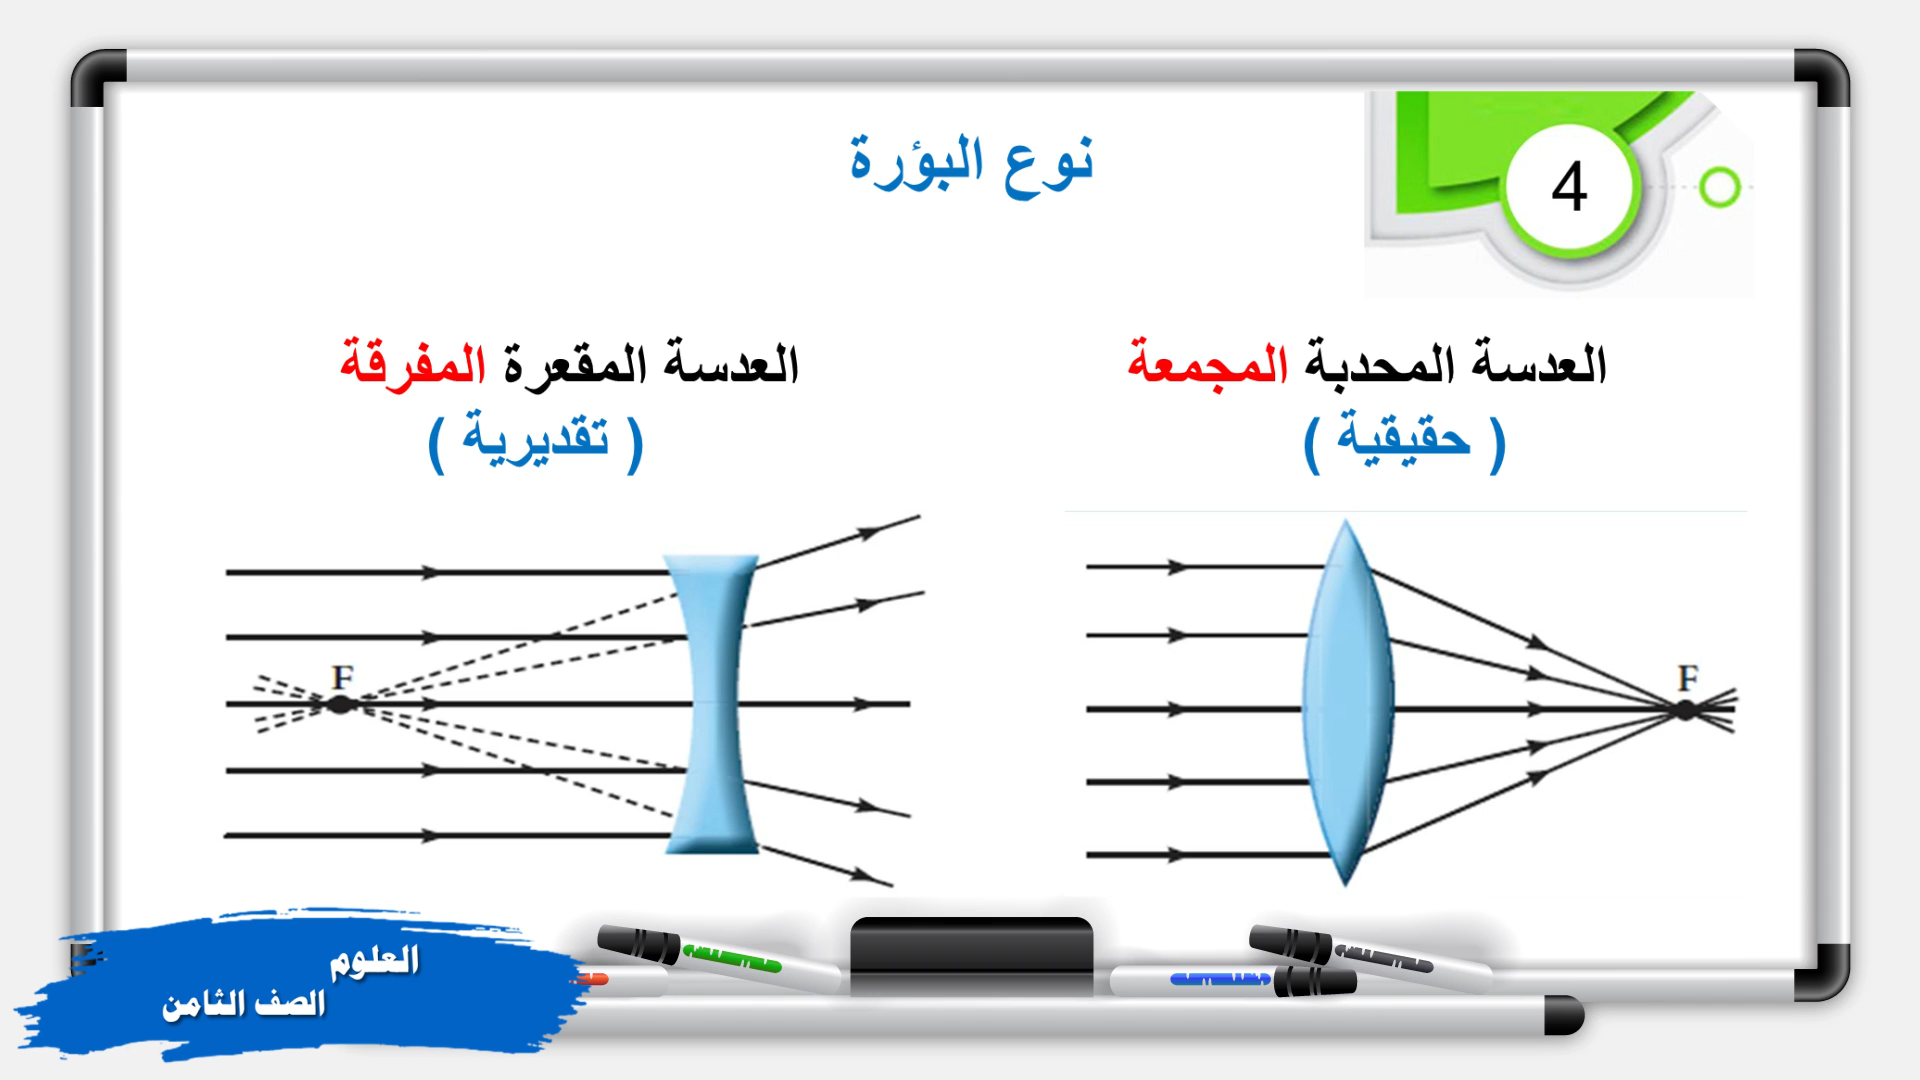 4
نوع البؤرة
العدسة المحدبة المجمعة
( حقيقية )
F
العدسة المقعرة المفرقة
( تقديرية )
F
العلوم
الصف الثامن